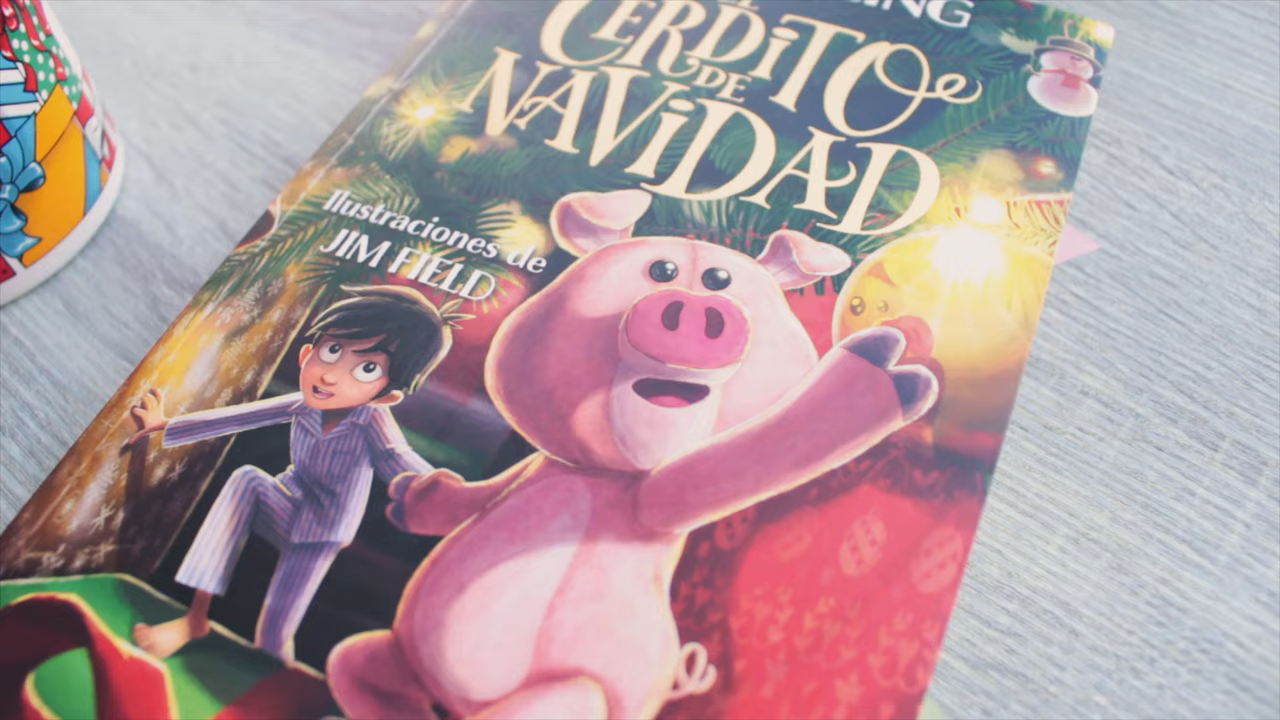 CERDITO
DE
NAVIDAD
Ilustraciones de
JIM FIELD